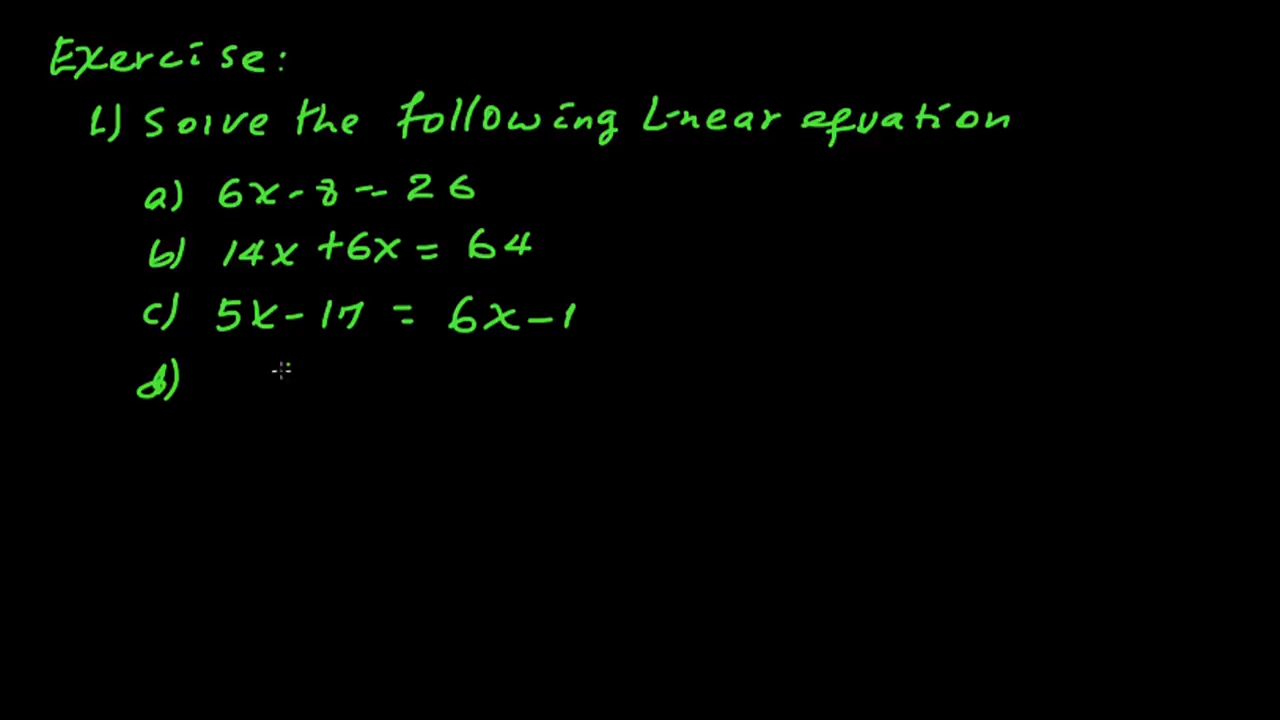 Exercise:
1) Solve the following Linear equation
a) 6x - 8 = 26
b) 14x + 6x = 64
c) 5x - 17 = 6x - 1
d)